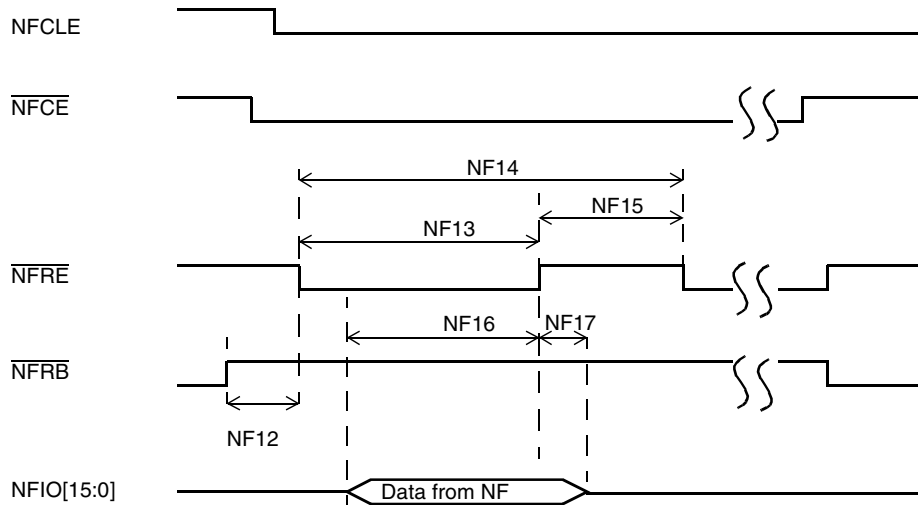 NFCLE
NFCE
NF14
NF15
NF13
NFRE
NF16
NF17
NFRB
NF12
NFIO[15:0]
Data from NF